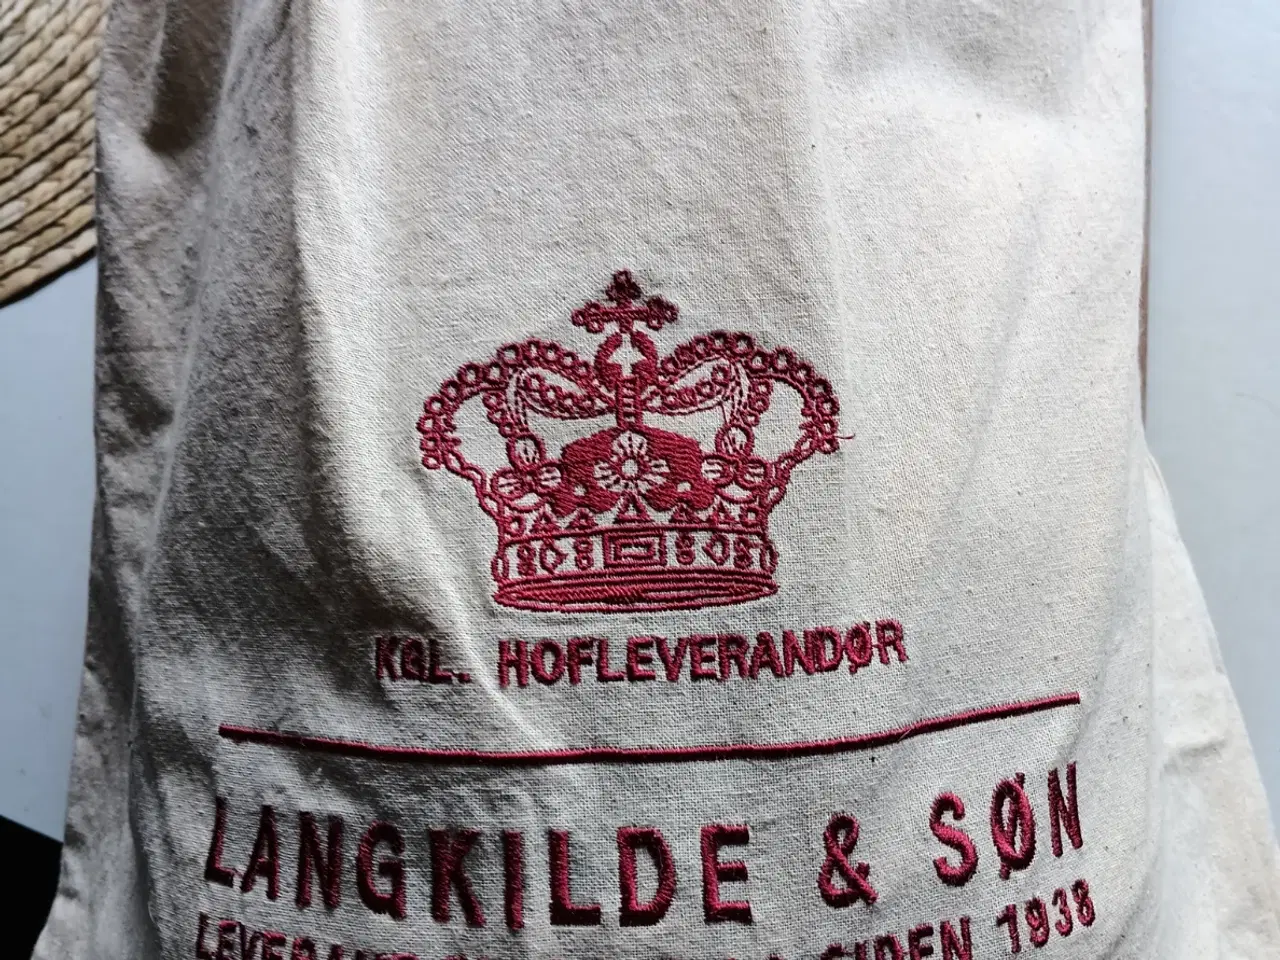 KGL. HOFLEVERANDØR
LANGKILDE & SØN
SIDEN 1938